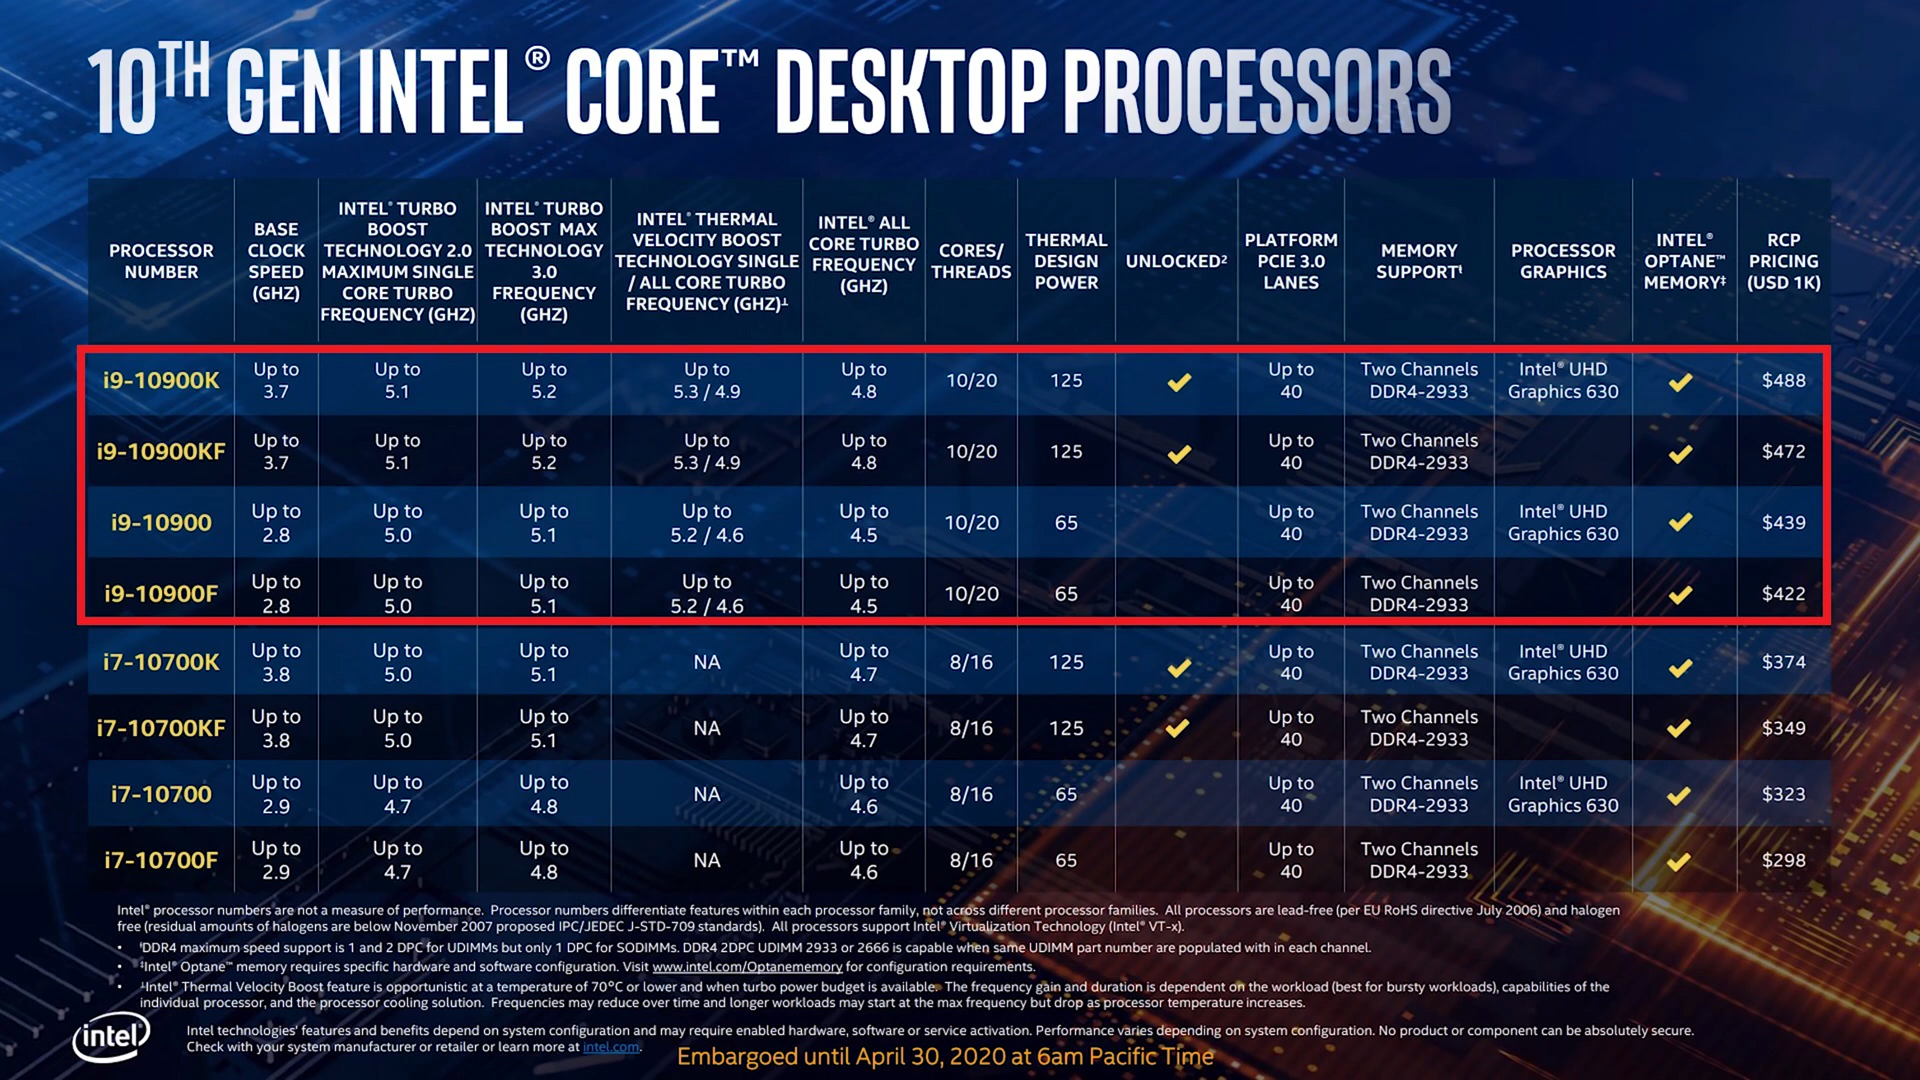 10TH GEN INTEL® CORE™ DESKTOP PROCESSORS
PROCESSOR NUMBER
BASE CLOCK SPEED (GHZ)
INTEL® TURBO BOOST TECHNOLOGY 2.0 MAXIMUM SINGLE CORE TURBO FREQUENCY (GHZ)
INTEL® TURBO BOOST MAX TECHNOLOGY 3.0 FREQUENCY (GHZ)
INTEL® THERMAL VELOCITY BOOST TECHNOLOGY SINGLE / ALL CORE TURBO FREQUENCY (GHZ)⊥
INTEL® ALL CORE TURBO FREQUENCY (GHZ)
CORES/ THREADS
THERMAL DESIGN POWER
UNLOCKED²
PLATFORM PCIE 3.0 LANES
MEMORY SUPPORTᵗ
PROCESSOR GRAPHICS
INTEL® OPTANE™ MEMORY‡
RCP PRICING (USD 1K)
i9-10900K Up to 3.7 Up to 5.1 Up to 5.2 Up to 5.3 / 4.9 Up to 4.8 10/20 125 ✔ Up to 40 Two Channels DDR4-2933 Intel® UHD Graphics 630 ✔ $488
i9-10900KF Up to 3.7 Up to 5.1 Up to 5.2 Up to 5.3 / 4.9 Up to 4.8 10/20 125 ✔ Up to 40 Two Channels DDR4-2933 ✔ $472
i9-10900 Up to 2.8 Up to 5.0 Up to 5.1 Up to 5.2 / 4.6 Up to 4.5 10/20 65 Up to 40 Two Channels DDR4-2933 Intel® UHD Graphics 630 ✔ $439
i9-10900F Up to 2.8 Up to 5.0 Up to 5.1 Up to 5.2 / 4.6 Up to 4.5 10/20 65 Up to 40 Two Channels DDR4-2933 ✔ $422
i7-10700K Up to 3.8 Up to 5.0 Up to 5.1 NA Up to 4.7 8/16 125 ✔ Up to 40 Two Channels DDR4-2933 Intel® UHD Graphics 630 ✔ $374
i7-10700KF Up to 3.8 Up to 5.0 Up to 5.1 NA Up to 4.7 8/16 125 ✔ Up to 40 Two Channels DDR4-2933 ✔ $349
i7-10700 Up to 2.9 Up to 4.7 Up to 4.8 NA Up to 4.6 8/16 65 Up to 40 Two Channels DDR4-2933 Intel® UHD Graphics 630 ✔ $323
i7-10700F Up to 2.9 Up to 4.7 Up to 4.8 NA Up to 4.6 8/16 65 Up to 40 Two Channels DDR4-2933 ✔ $298
Intel® processor numbers are not a measure of performance. Processor numbers differentiate features within each processor family, not across different processor families. All processors are lead-free (per EU RoHS directive July 2006) and halogen
free (residual amounts of halogens are below November 2007 proposed IPC/JEDEC J-STD-709 standards). All processors support Intel® Virtualization Technology (Intel® VT-x).
• ᵗDDR4 maximum speed support is 1 and 2 DPC for UDIMMs but only 1 DPC for SODIMMs. DDR4 2DPC UDIMM 2933 or 2666 is capable when same UDIMM part number are populated with in each channel.
• ‡Intel® Optane™ memory requires specific hardware and software configuration. Visit www.intel.com/Optanememory for configuration requirements.
• ⊥Intel® Thermal Velocity Boost feature is opportunistic at a temperature of 70°C or lower and when turbo power budget is available. The frequency gain and duration is dependent on the workload (best for bursty workloads), capabilities of the
individual processor, and the processor cooling solution. Frequencies may reduce over time and longer workloads may start at the max frequency but drop as processor temperature increases.
intel
Intel technologies' features and benefits depend on system configuration and may require enabled hardware, software or service activation. Performance varies depending on system configuration. No product or component can be absolutely secure.
Check with your system manufacturer or retailer or learn more at intel.com.
Embargoed until April 30, 2020 at 6am Pacific Time